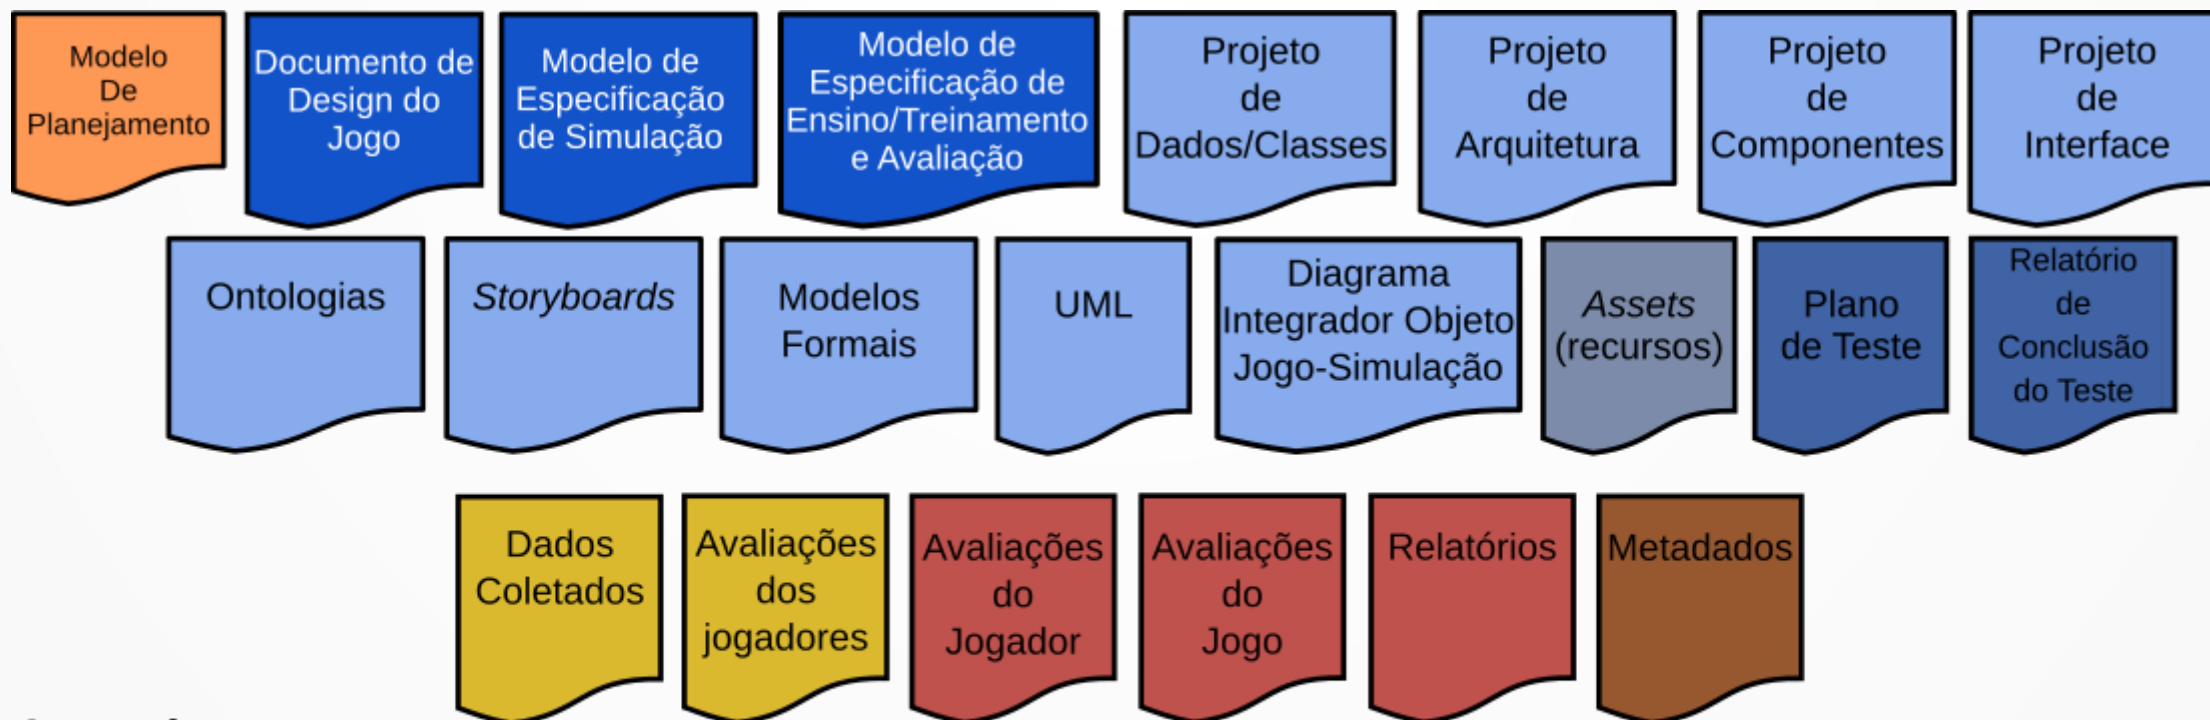 Modelo
De
Planejamento
Documento de
Design do
Jogo
Modelo de
Especificação
de Simulação
Modelo de
Especificação de
Ensino/Treinamento
e Avaliação
Projeto
de
Dados/Classes
Projeto
de
Arquitetura
Projeto
de
Componentes
Projeto
de
Interface
Ontologias
Storyboards
Modelos
Formais
UML
Diagrama
Integrador Objeto
Jogo-Simulação
Assets
(recursos)
Plano
de Teste
Relatório
de
Conclusão
do Teste
Dados
Coletados
Avaliações
dos
jogadores
Avaliações
do
Jogador
Avaliações
do
Jogo
Relatórios
Metadados